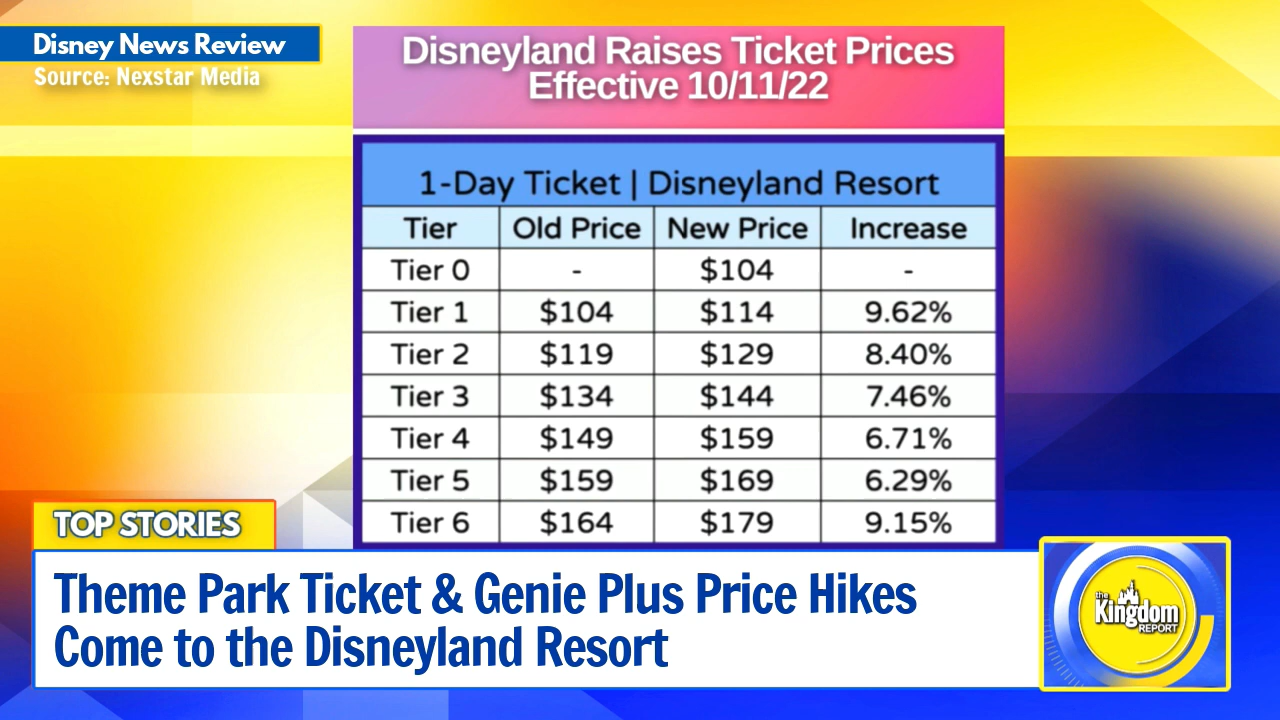 Disney News Review
Source: Nexstar Media
Disneyland Raises Ticket Prices
Effective 10/11/22
1-Day Ticket | Disneyland Resort
Tier Old Price New Price Increase
Tier 0 - $104 -
Tier 1 $104 $114 9.62%
Tier 2 $119 $129 8.40%
Tier 3 $134 $144 7.46%
Tier 4 $149 $159 6.71%
Tier 5 $159 $169 6.29%
Tier 6 $164 $179 9.15%
TOP STORIES
Theme Park Ticket & Genie Plus Price Hikes
Come to the Disneyland Resort
the
Kingdom
REPORT